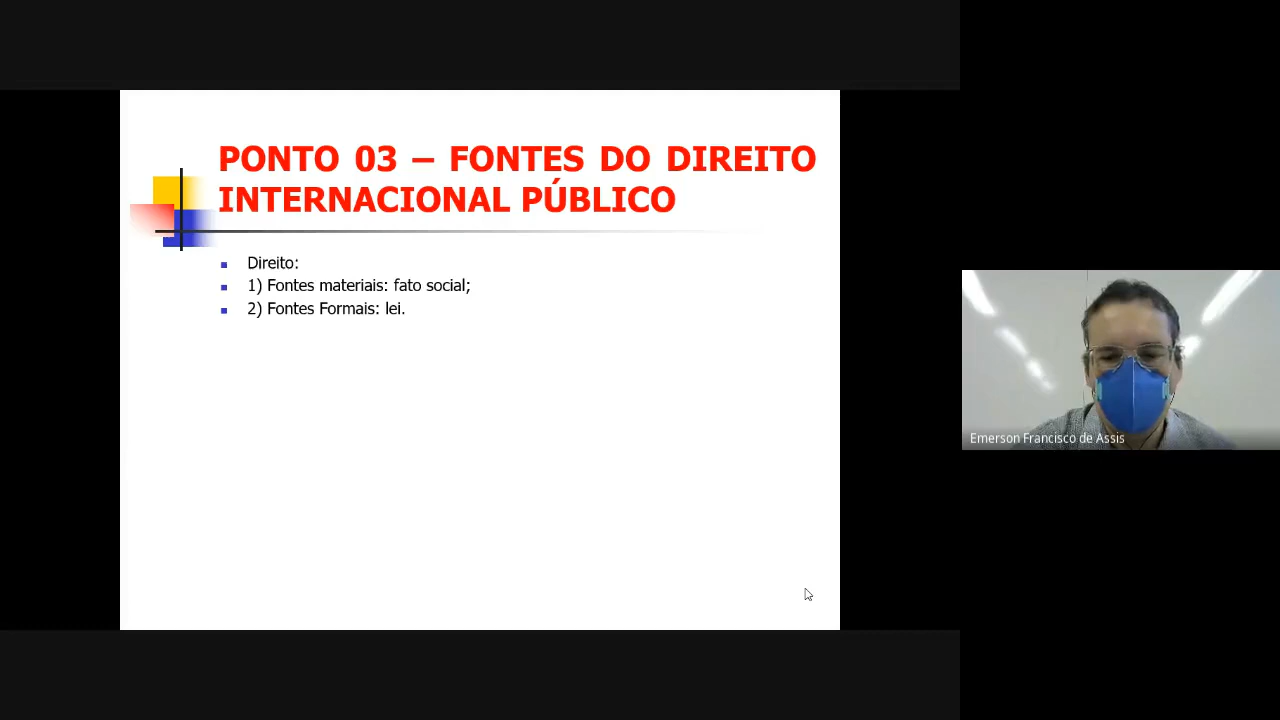 PONTO 03 – FONTES DO DIREITO
INTERNACIONAL PÚBLICO
Direito:
1) Fontes materiais: fato social;
2) Fontes Formais: lei.
Emerson Francisco de Assis